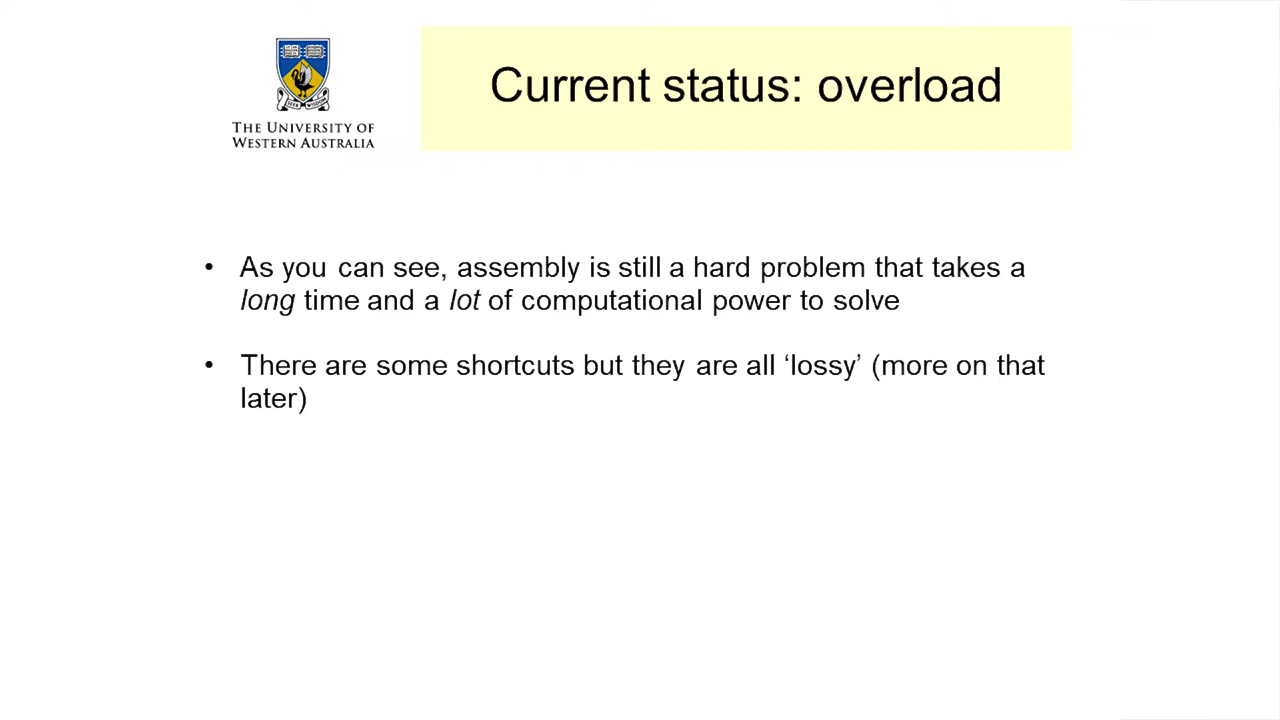 Current status: overload
SEEK WISDOM
THE UNIVERSITY OF
WESTERN AUSTRALIA
• As you can see, assembly is still a hard problem that takes a
long time and a lot of computational power to solve
• There are some shortcuts but they are all ‘lossy’ (more on that
later)